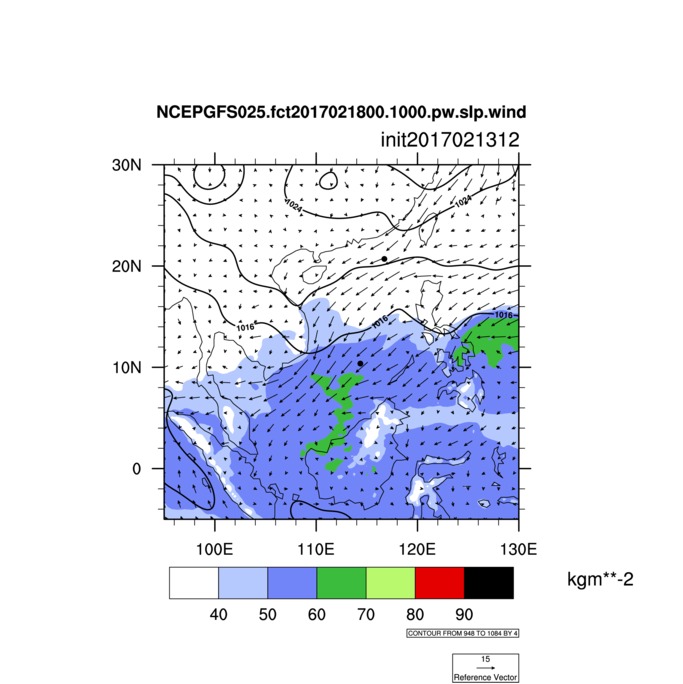 NCEPGFS025.fct2017021800.1000.pw.slp.wind
init2017021312
30N
1024
1024
20N
1016
1016
1016
10N
0
100E 110E 120E 130E
kgm**-2
40 50 60 70 80 90
CONTOUR FROM 948 TO 1084 BY 4
15
Reference Vector